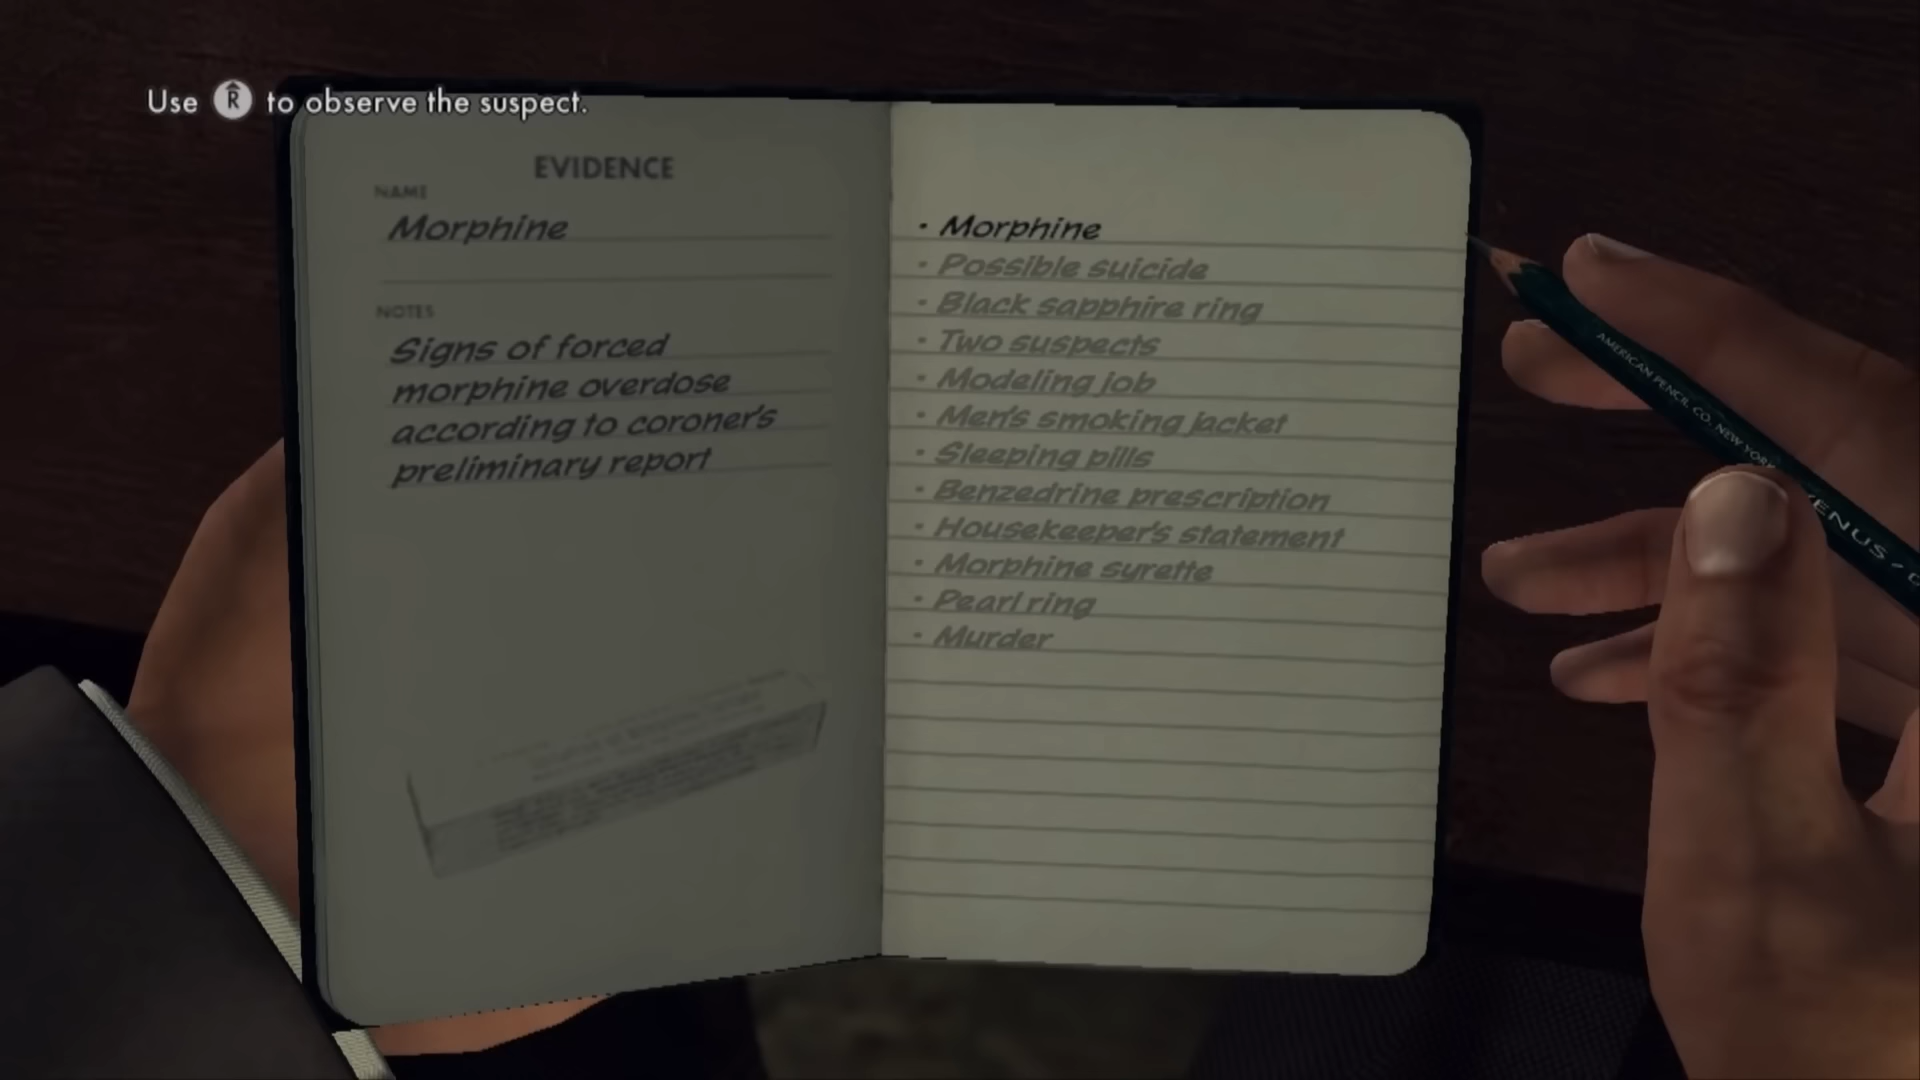 Use R to observe the suspect.
EVIDENCE
NAME
Morphine
NOTES
Signs of forced
morphine overdose
according to coroner's
preliminary report
· Morphine
· Possible suicide
· Black sapphire ring
· Two suspects
· Modeling job
· Men's smoking jacket
· Sleeping pills
· Benzedrine prescription
· Housekeeper's statement
· Morphine syrette
· Pearl ring
· Murder
AMERICAN PENCIL CO. NEW YORK
VENUS